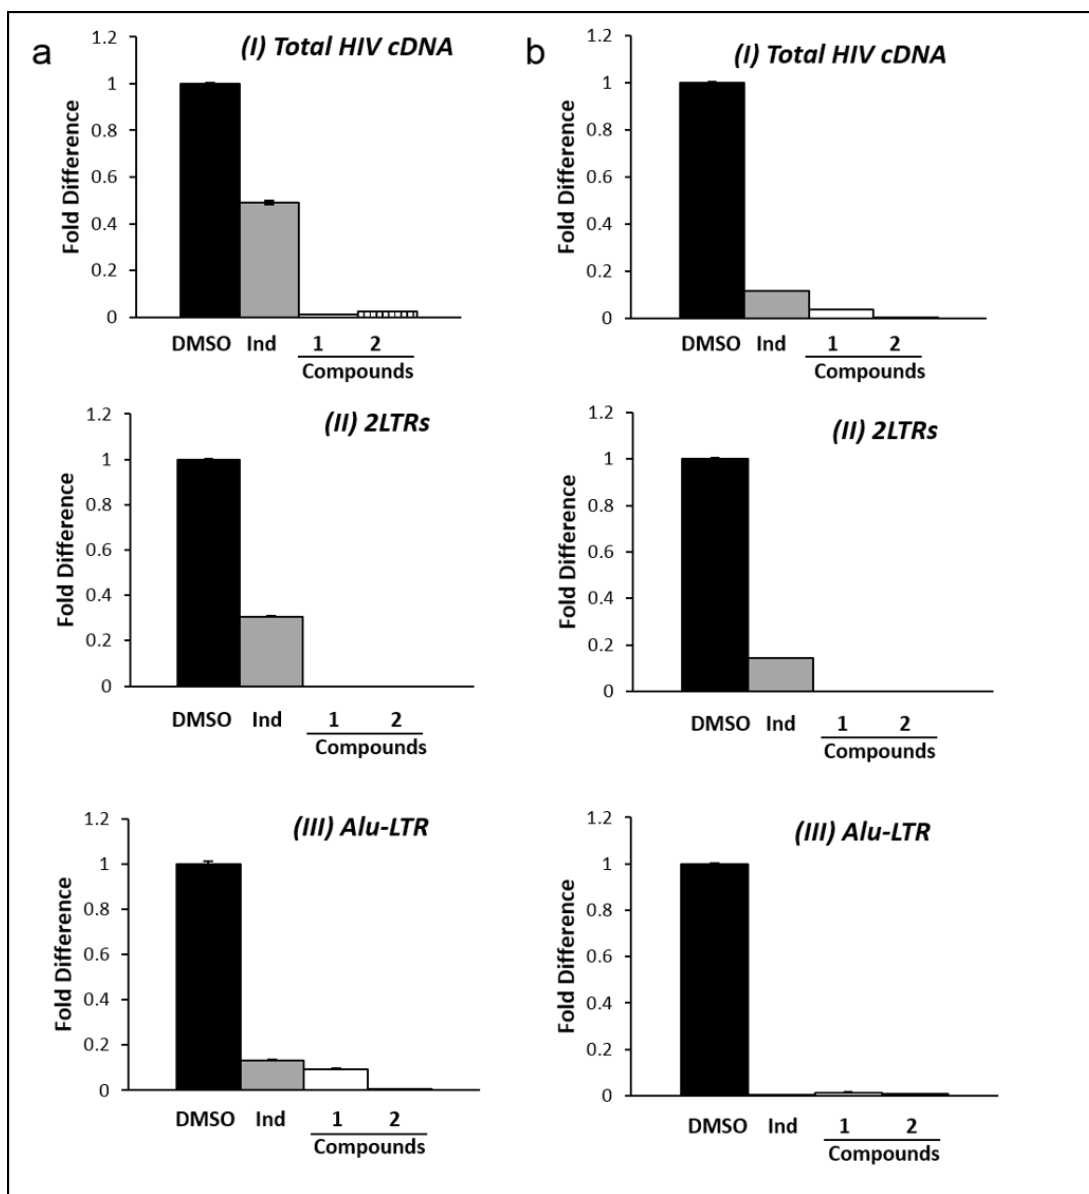 a
(I) Total HIV cDNA
Fold Difference
1.2
1
0.8
0.6
0.4
0.2
0
DMSO Ind 1 2
Compounds
(II) 2LTRs
Fold Difference
1.2
1
0.8
0.6
0.4
0.2
0
DMSO Ind 1 2
Compounds
(III) Alu-LTR
Fold Difference
1.2
1
0.8
0.6
0.4
0.2
0
DMSO Ind 1 2
Compounds
b
(I) Total HIV cDNA
Fold Difference
1.2
1
0.8
0.6
0.4
0.2
0
DMSO Ind 1 2
Compounds
(II) 2LTRs
Fold Difference
1.2
1
0.8
0.6
0.4
0.2
0
DMSO Ind 1 2
Compounds
(III) Alu-LTR
Fold Difference
1.2
1
0.8
0.6
0.4
0.2
0
DMSO Ind 1 2
Compounds